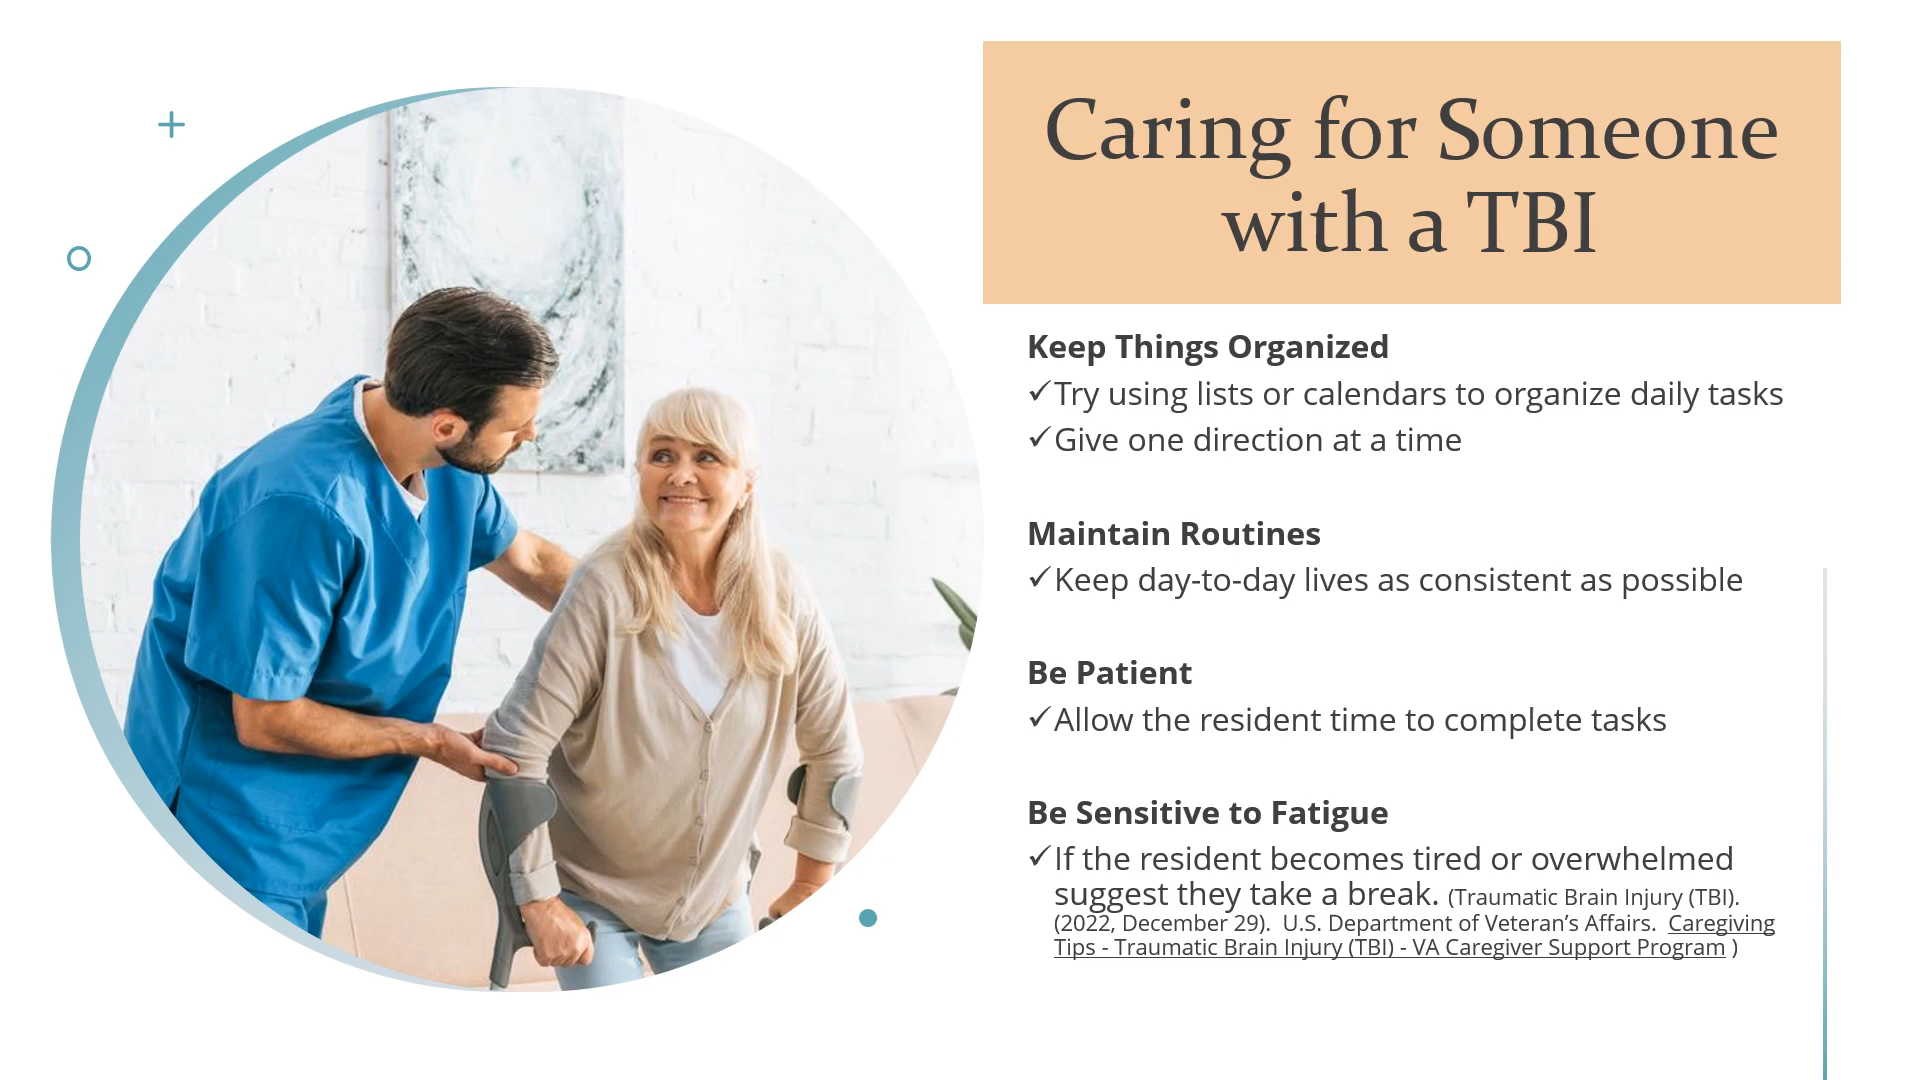 Caring for Someone
with a TBI
Keep Things Organized
✓Try using lists or calendars to organize daily tasks
✓Give one direction at a time
Maintain Routines
✓Keep day-to-day lives as consistent as possible
Be Patient
✓Allow the resident time to complete tasks
Be Sensitive to Fatigue
✓If the resident becomes tired or overwhelmed
suggest they take a break. (Traumatic Brain Injury (TBI).
(2022, December 29).  U.S. Department of Veteran’s Affairs.  Caregiving
Tips - Traumatic Brain Injury (TBI) - VA Caregiver Support Program )